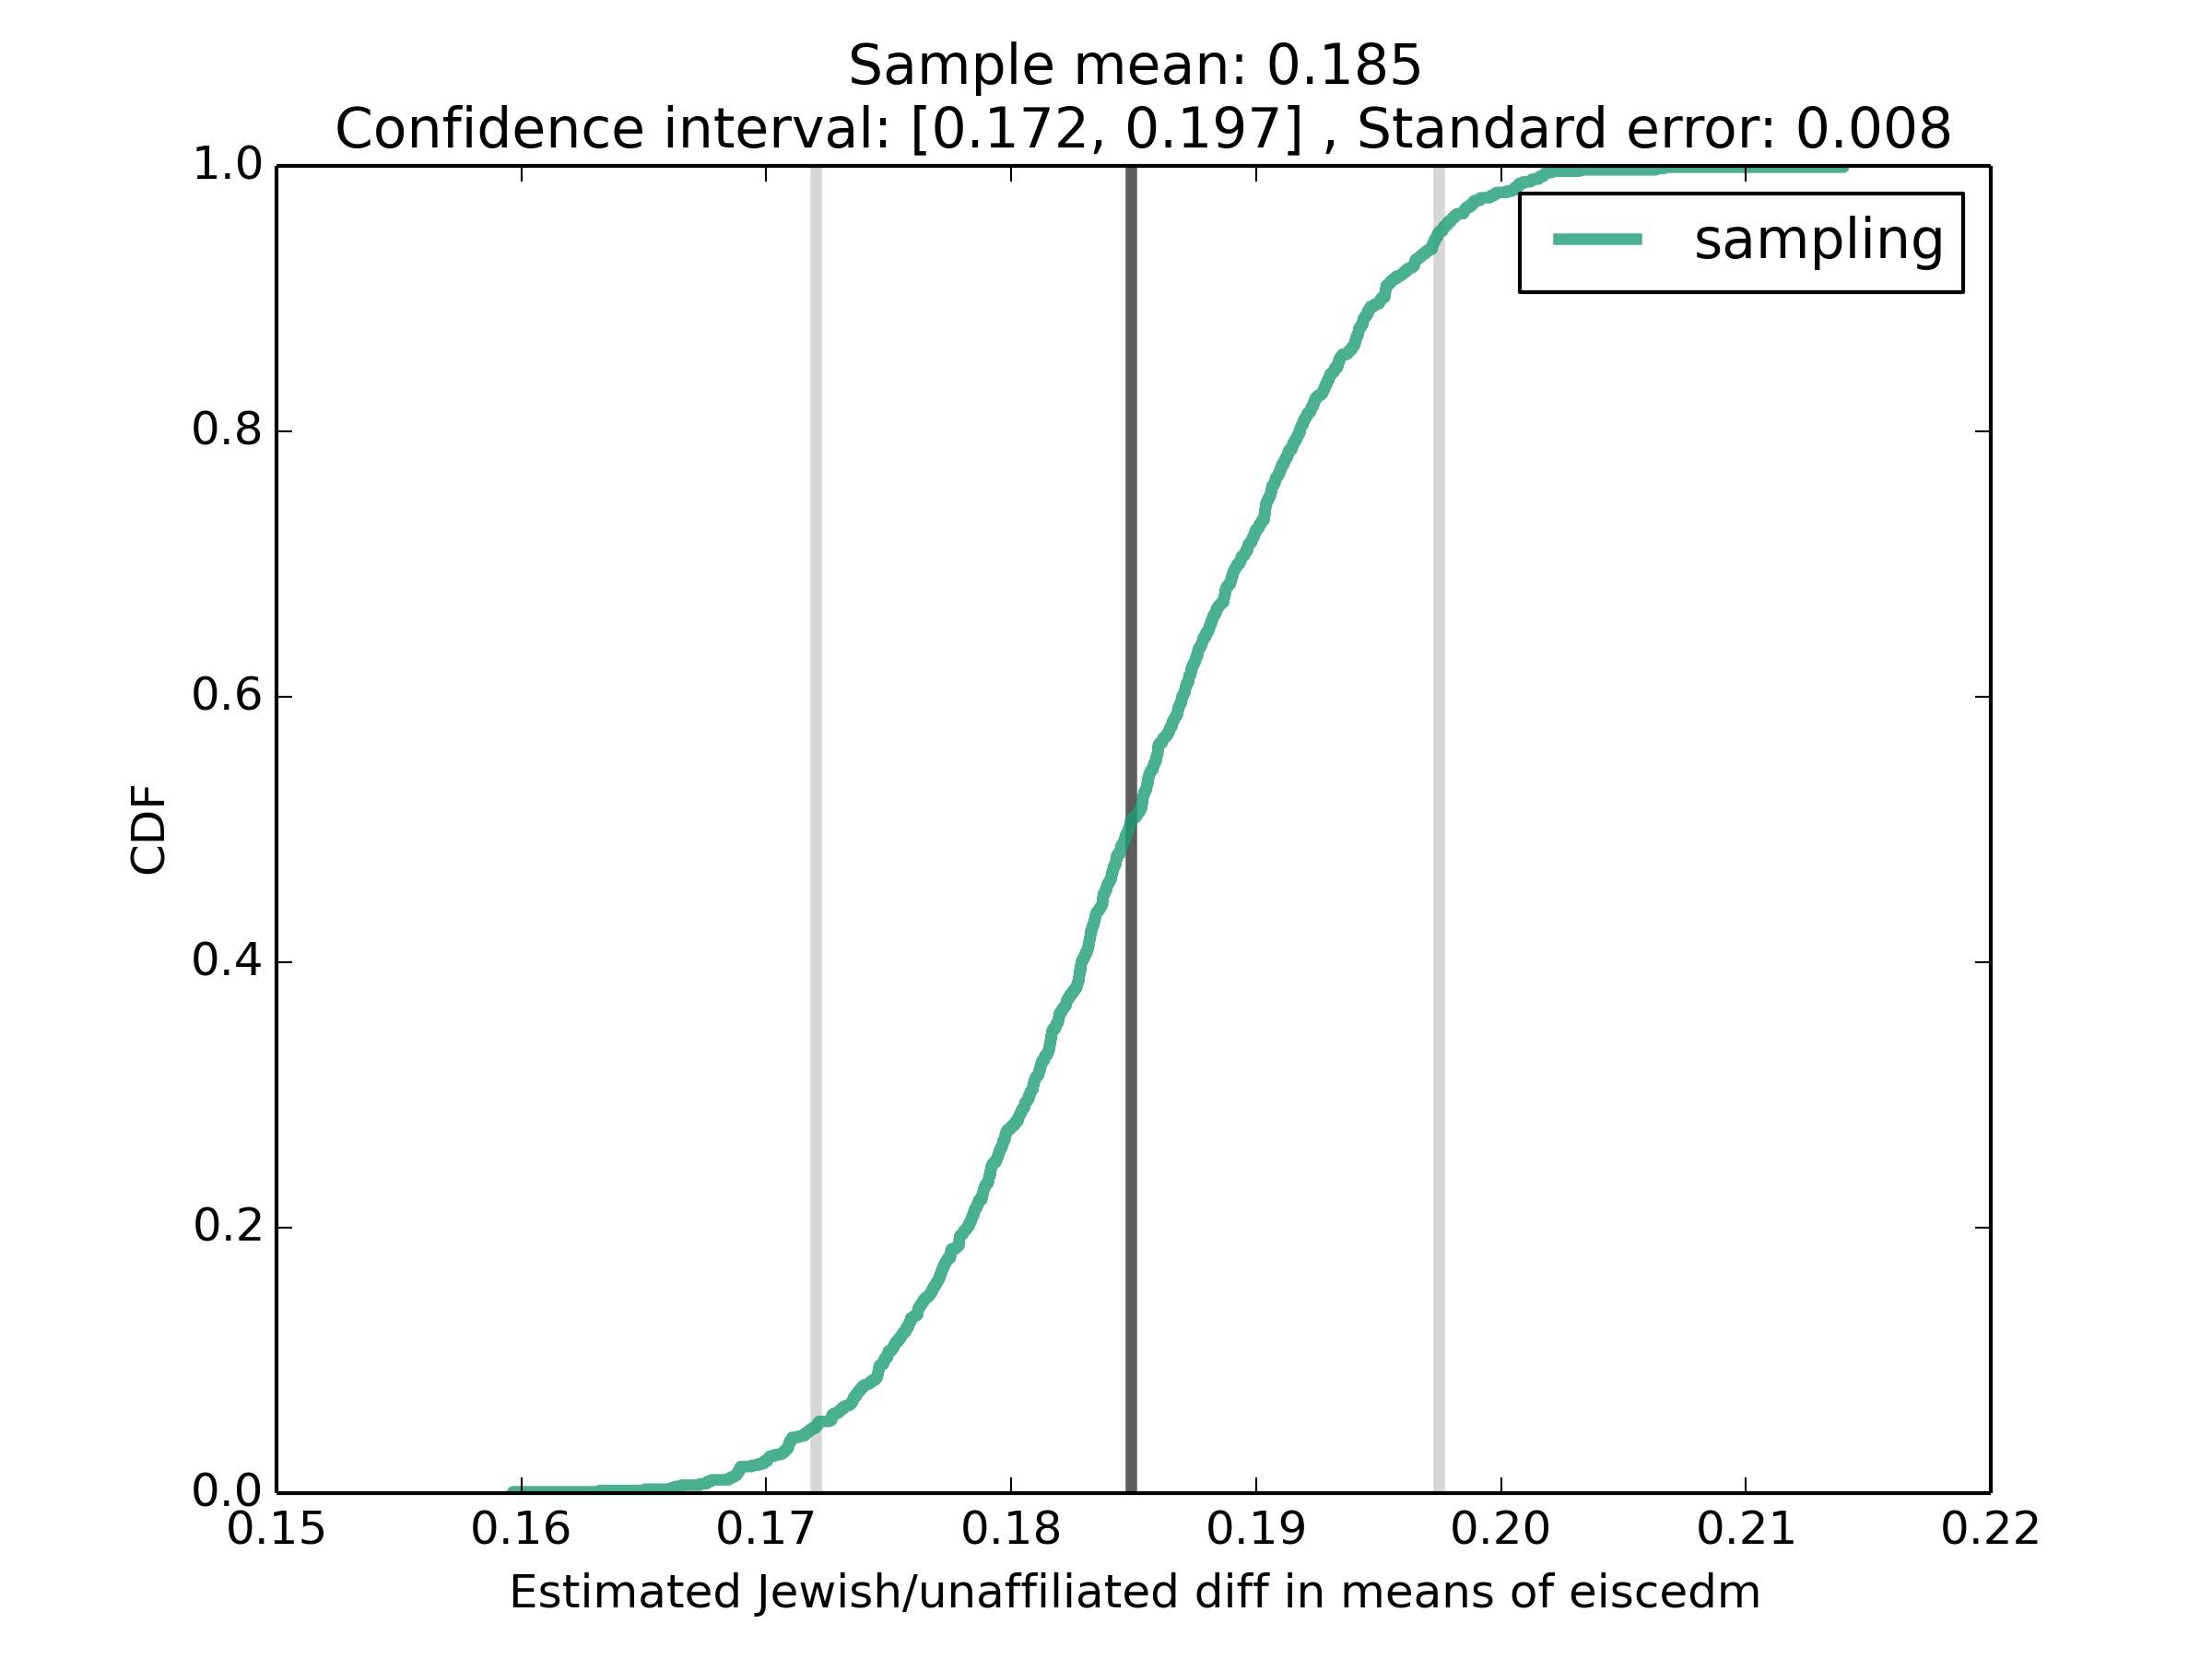 Sample mean: 0.185
Confidence interval: [0.172, 0.197] , Standard error: 0.008
1.0
sampling
0.8
0.6
CDF
0.4
0.2
0.0
0.15 0.16 0.17 0.18 0.19 0.20 0.21 0.22
Estimated Jewish/unaffiliated diff in means of eiscedm